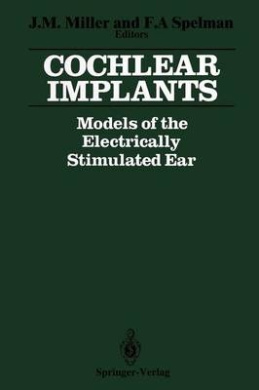 J.M. Miller and F.A Spelman
Editors
COCHLEAR
IMPLANTS
Models of the
Electrically
Stimulated Ear
Springer-Verlag